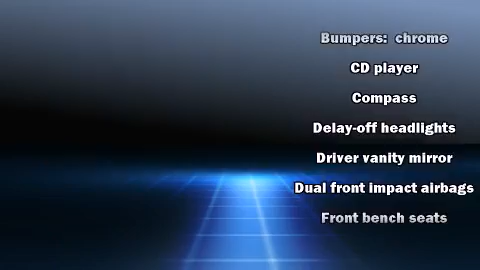 Bumpers:  chrome
CD player
Compass
Delay-off headlights
Driver vanity mirror
Dual front impact airbags
Front bench seats